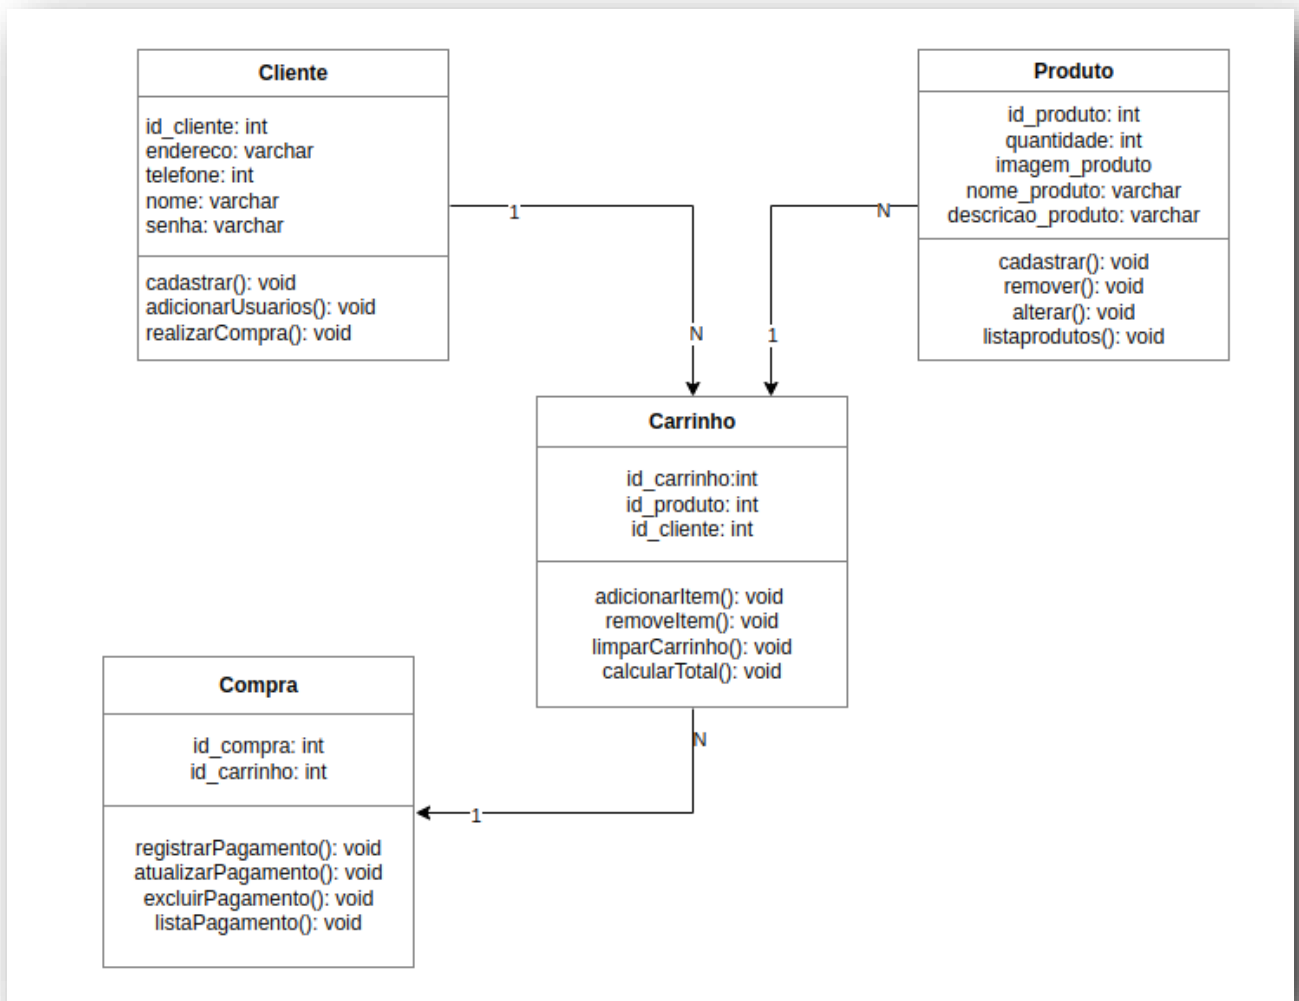 Cliente
id_cliente: int
endereco: varchar
telefone: int
nome: varchar
senha: varchar
cadastrar(): void
adicionarUsuarios(): void
realizarCompra(): void
1
N
Produto
id_produto: int
quantidade: int
imagem_produto
nome_produto: varchar
descricao_produto: varchar
cadastrar(): void
remover(): void
alterar(): void
listaprodutos(): void
N
1
Carrinho
id_carrinho:int
id_produto: int
id_cliente: int
adicionarItem(): void
removeItem(): void
limparCarrinho(): void
calcularTotal(): void
N
1
Compra
id_compra: int
id_carrinho: int
registrarPagamento(): void
atualizarPagamento(): void
excluirPagamento(): void
listaPagamento(): void